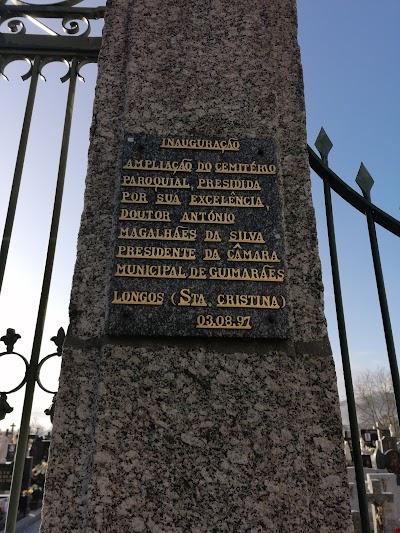 INAUGURAÇÃO
AMPLIAÇÃO DO CEMITÉRIO
PAROQUIAL, PRESIDIDA
POR SUA EXCELÊNCIA,
DOUTOR ANTÓNIO
MAGALHÃES DA SILVA
PRESIDENTE DA CÂMARA
MUNICIPAL DE GUIMARÃES
LONGOS (STA. CRISTINA)
03.08.97